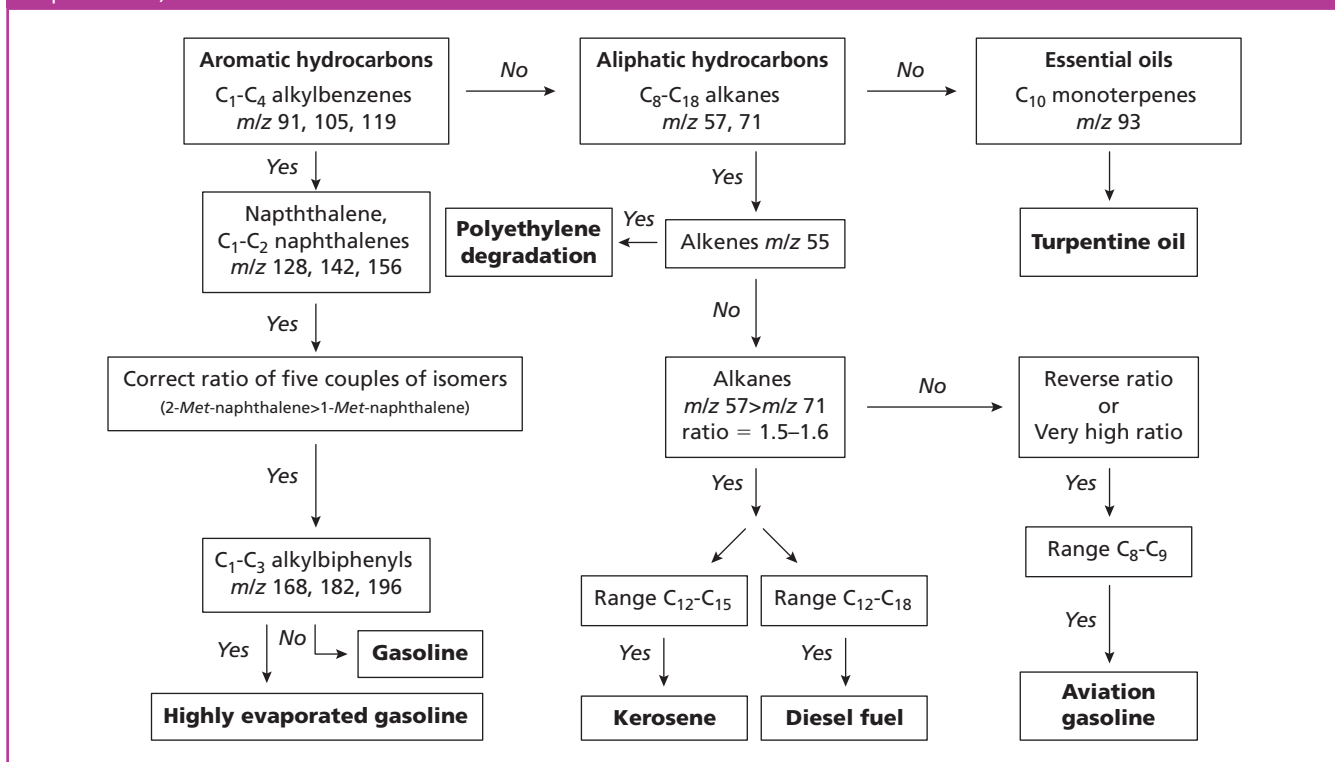 Aromatic hydrocarbons
C1-C4 alkylbenzenes
m/z 91, 105, 119
No
Aliphatic hydrocarbons
C8-C18 alkanes
m/z 57, 71
No
Essential oils
C10 monoterpenes
m/z 93
Yes
Yes
Napththalene,
C1-C2 naphthalenes
m/z 128, 142, 156
Polyethylene
degradation
Yes
Alkenes m/z 55
Turpentine oil
Yes
No
Correct ratio of five couples of isomers
(2-Met-naphthalene>1-Met-naphthalene)
Alkanes
m/z 57>m/z 71
ratio = 1.5–1.6
No
Reverse ratio
or
Very high ratio
Yes
Yes
Yes
C1-C3 alkylbiphenyls
m/z 168, 182, 196
Range C12-C15
Range C12-C18
Range C8-C9
Yes
No
Gasoline
Yes
Yes
Yes
Highly evaporated gasoline
Kerosene
Diesel fuel
Aviation
gasoline